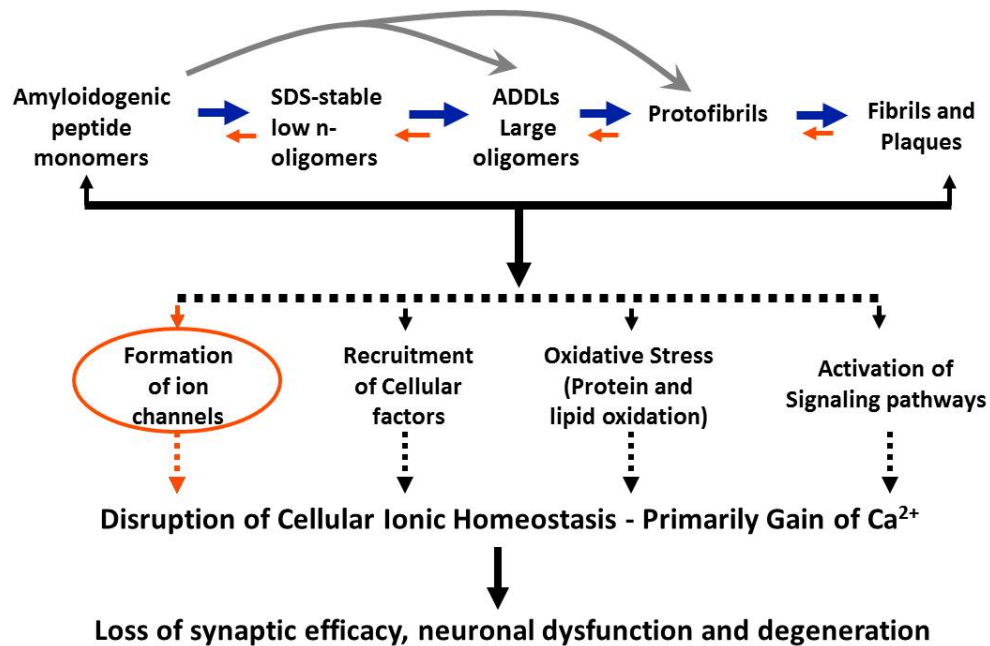 Amyloidogenic
peptide
monomers
SDS-stable
low n-
oligomers
ADDLs
Large
oligomers
Protofibrils
Fibrils and
Plaques
Formation
of ion
channels
Recruitment
of Cellular
factors
Oxidative Stress
(Protein and
lipid oxidation)
Activation of
Signaling pathways
Disruption of Cellular Ionic Homeostasis - Primarily Gain of Ca²⁺
Loss of synaptic efficacy, neuronal dysfunction and degeneration